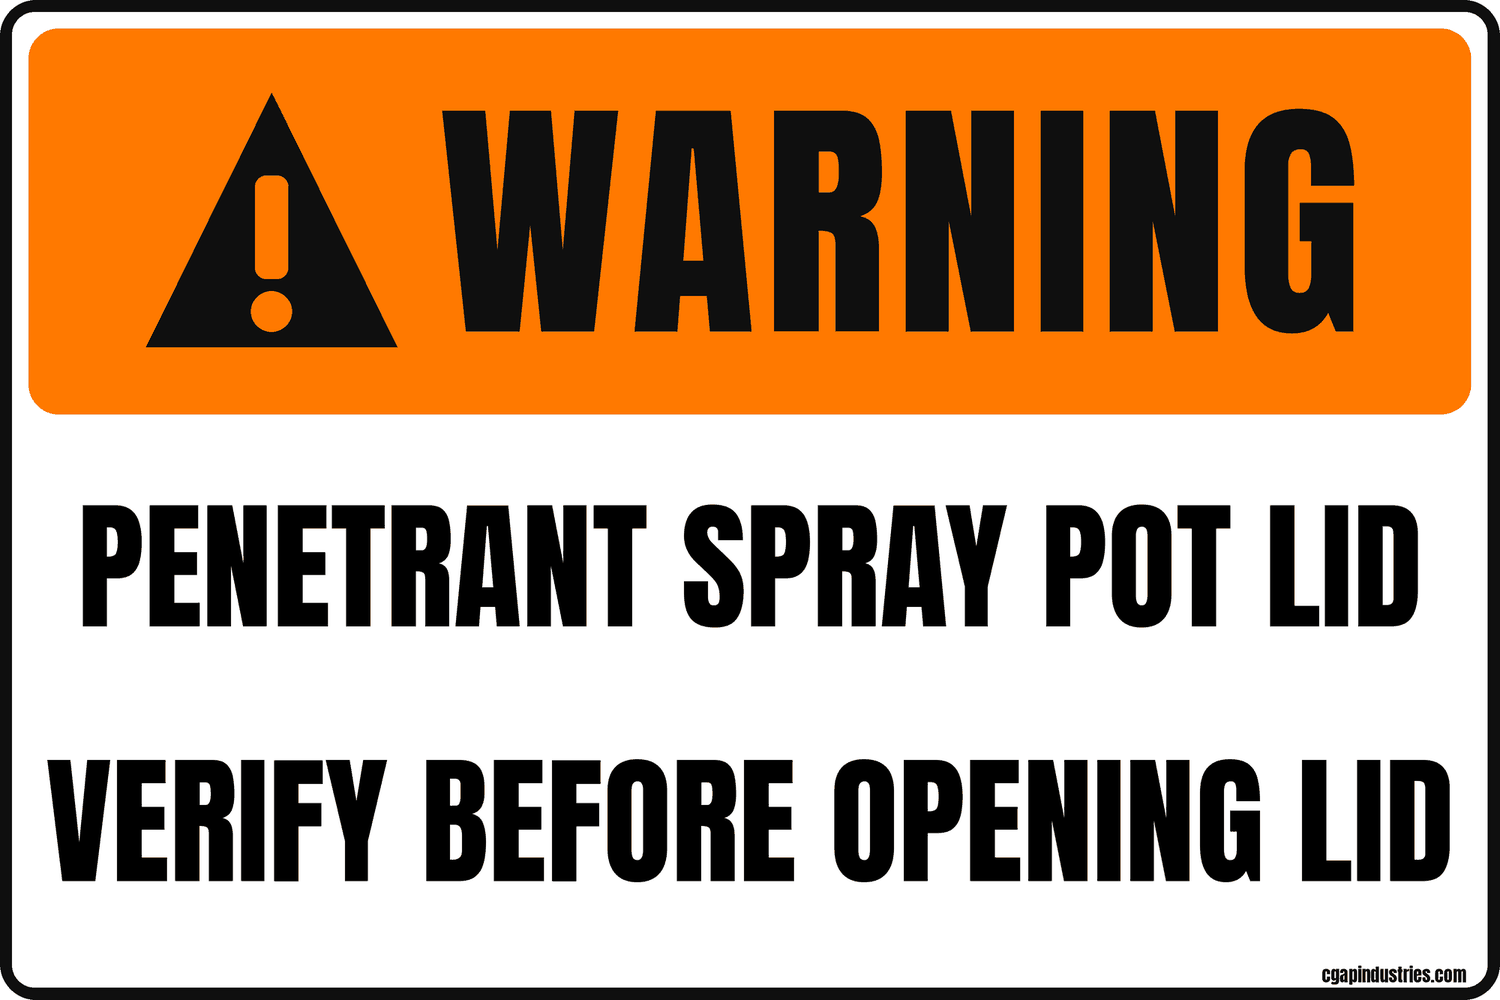 WARNING
PENETRANT SPRAY POT LID
VERIFY BEFORE OPENING LID
cgapindustries.com